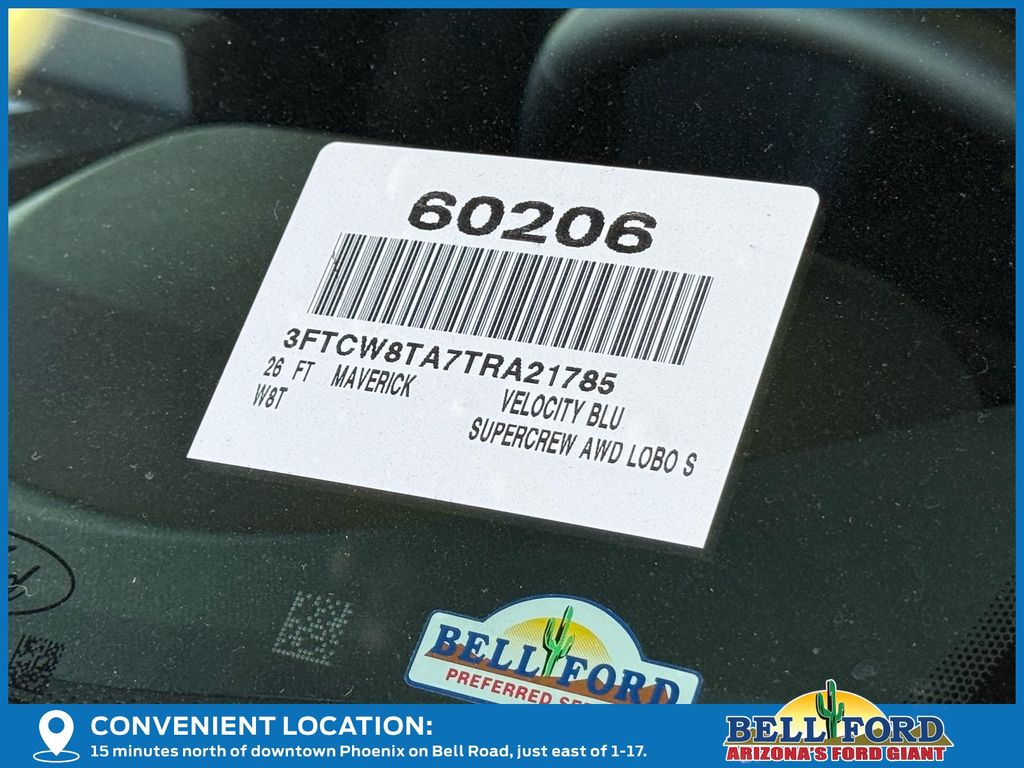 60206
3FTCW8TA7TRA21785
26 FT MAVERICK VELOCITY BLU
W8T SUPERCREW AWD LOBO S
BELL FORD
PREFERRED
CONVENIENT LOCATION:
15 minutes north of downtown Phoenix on Bell Road, just east of 1-17.
BELL FORD
ARIZONA'S FORD GIANT